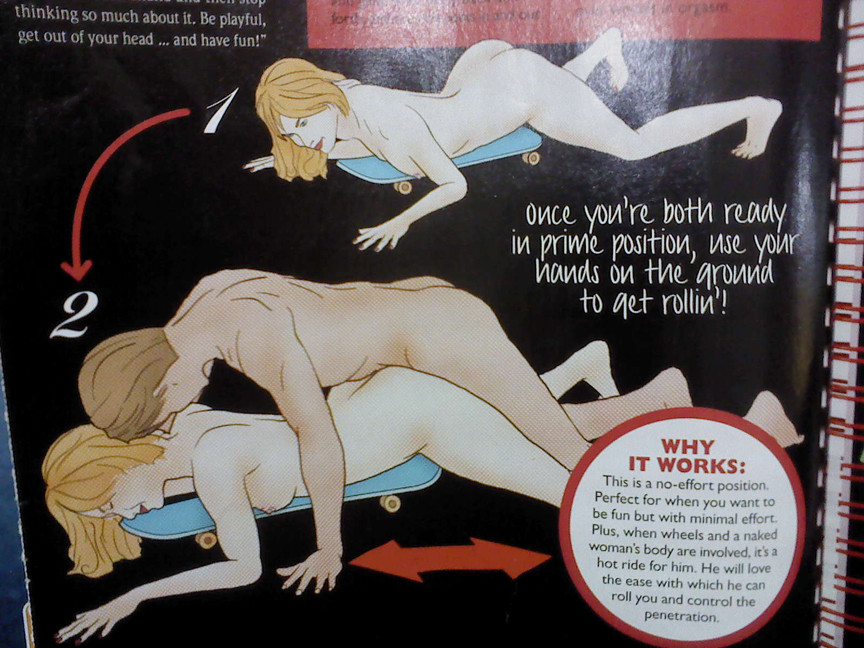 thinking so much about it. Be playful,
get out of your head ... and have fun!"
1
once you're both ready
in prime position, use your
hands on the ground
to get rollin'!
2
WHY
IT WORKS:
This is a no-effort position.
Perfect for when you want to
be fun but with minimal effort.
Plus, when wheels and a naked
woman's body are involved, it's a
hot ride for him. He will love
the ease with which he can
roll you and control the
penetration.